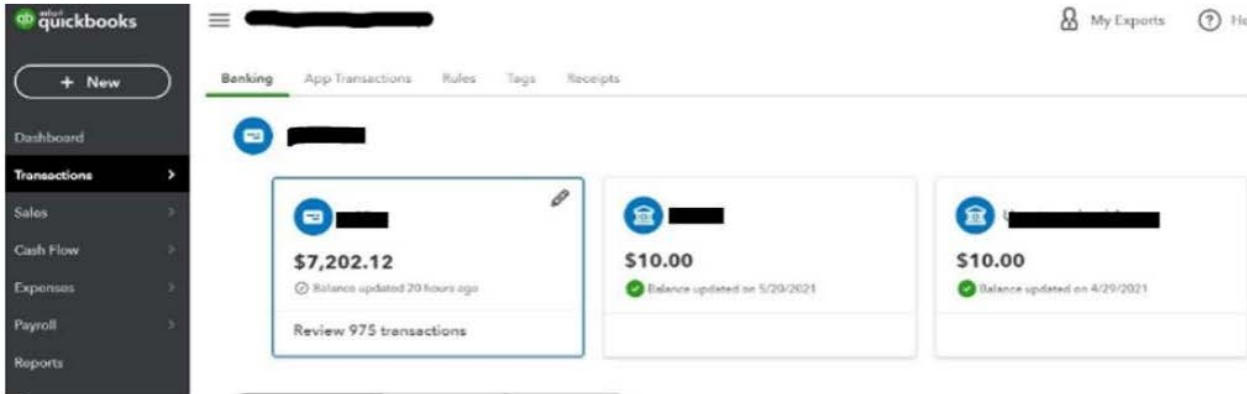 intuit quickbooks
My Exports
+ New
Banking App Transactions Rules Tags Receipts
Dashboard
Transactions
Sales
Cash Flow
Expenses
Payroll
Reports
$7,202.12
Balance updated 20 hours ago
Review 975 transactions
$10.00
Balance updated on 5/20/2021
$10.00
Balance updated on 4/29/2021